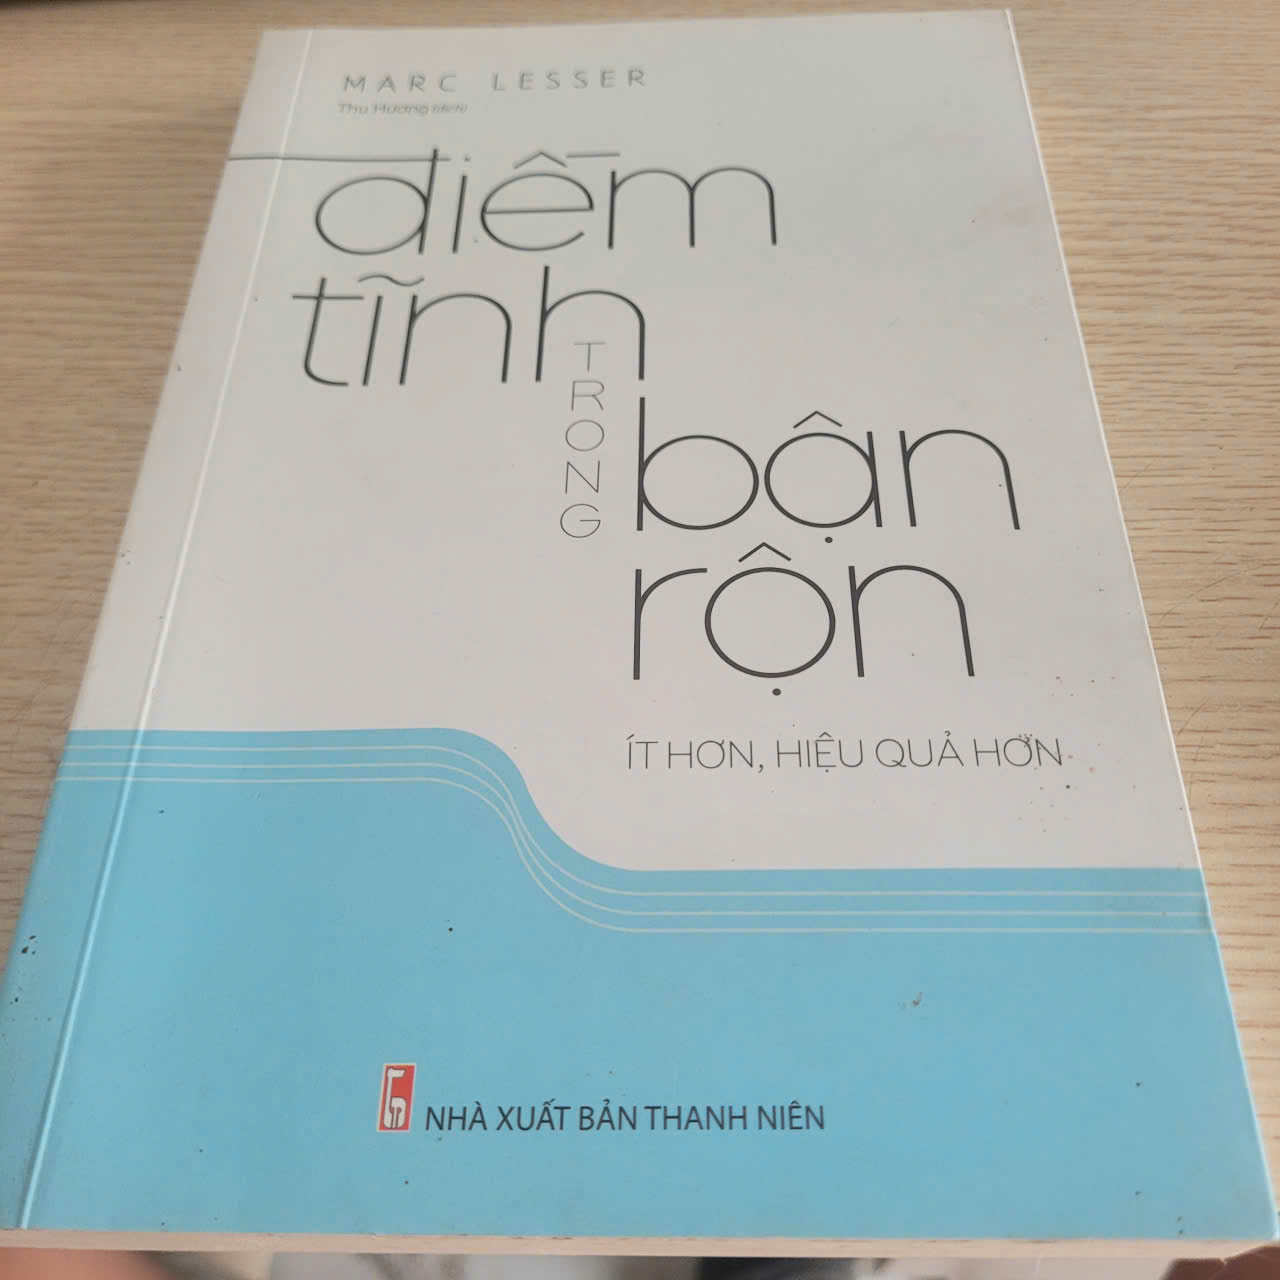 MARC LESSER
Thu Hương (dịch)
điềm
tĩnh
TRONG
bận
rộn
ÍT HƠN, HIỆU QUẢ HƠN
NHÀ XUẤT BẢN THANH NIÊN